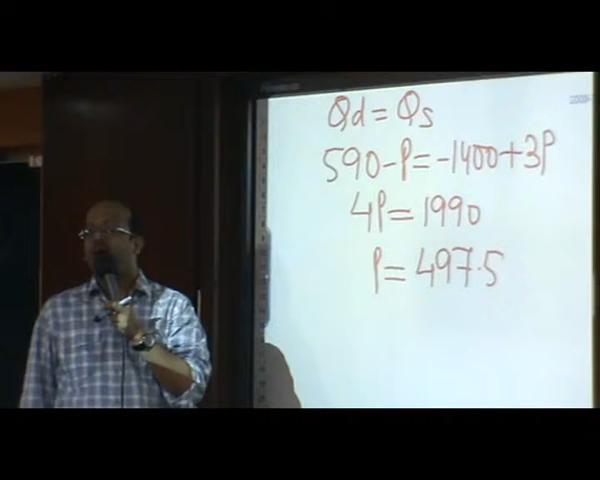 Qd = Qs
590 - P = -1400 + 3P
4P = 1990
P = 497.5